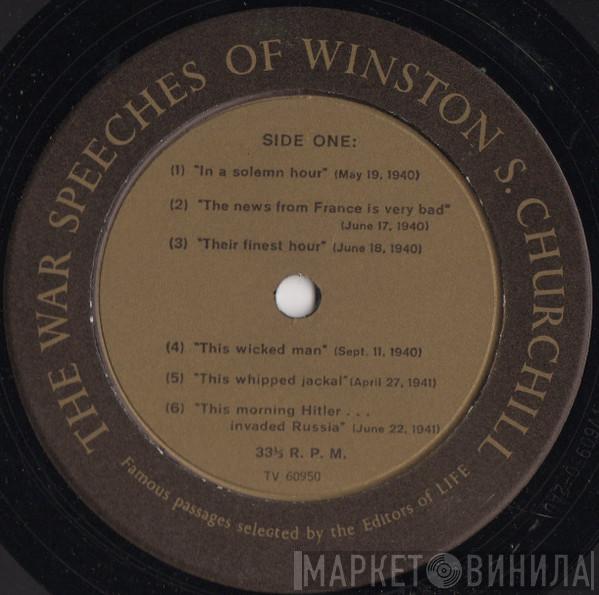 THE WAR SPEECHES OF WINSTON S. CHURCHILL
SIDE ONE:
(1) "In a solemn hour" (May 19, 1940)
(2) "The news from France is very bad"
(June 17, 1940)
(3) "Their finest hour" (June 18, 1940)
(4) "This wicked man" (Sept. 11, 1940)
(5) "This whipped jackal" (April 27, 1941)
(6) "This morning Hitler . . .
invaded Russia" (June 22, 1941)
33⅓ R. P. M.
TV 60950
Famous passages selected by the Editors of LIFE
МАРКЕТ ВИНИЛА